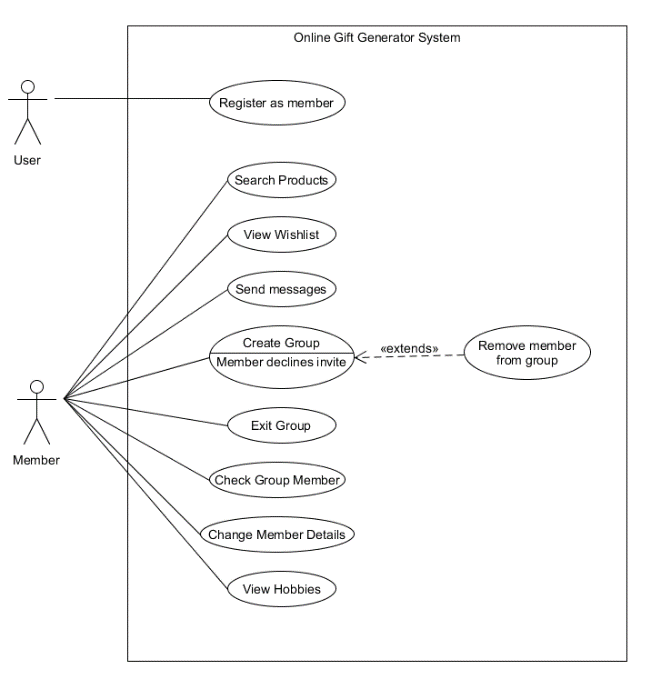 Online Gift Generator System
Register as member
User
Search Products
View Wishlist
Send messages
Create Group
Member declines invite
«extends»
Remove member
from group
Exit Group
Member
Check Group Member
Change Member Details
View Hobbies